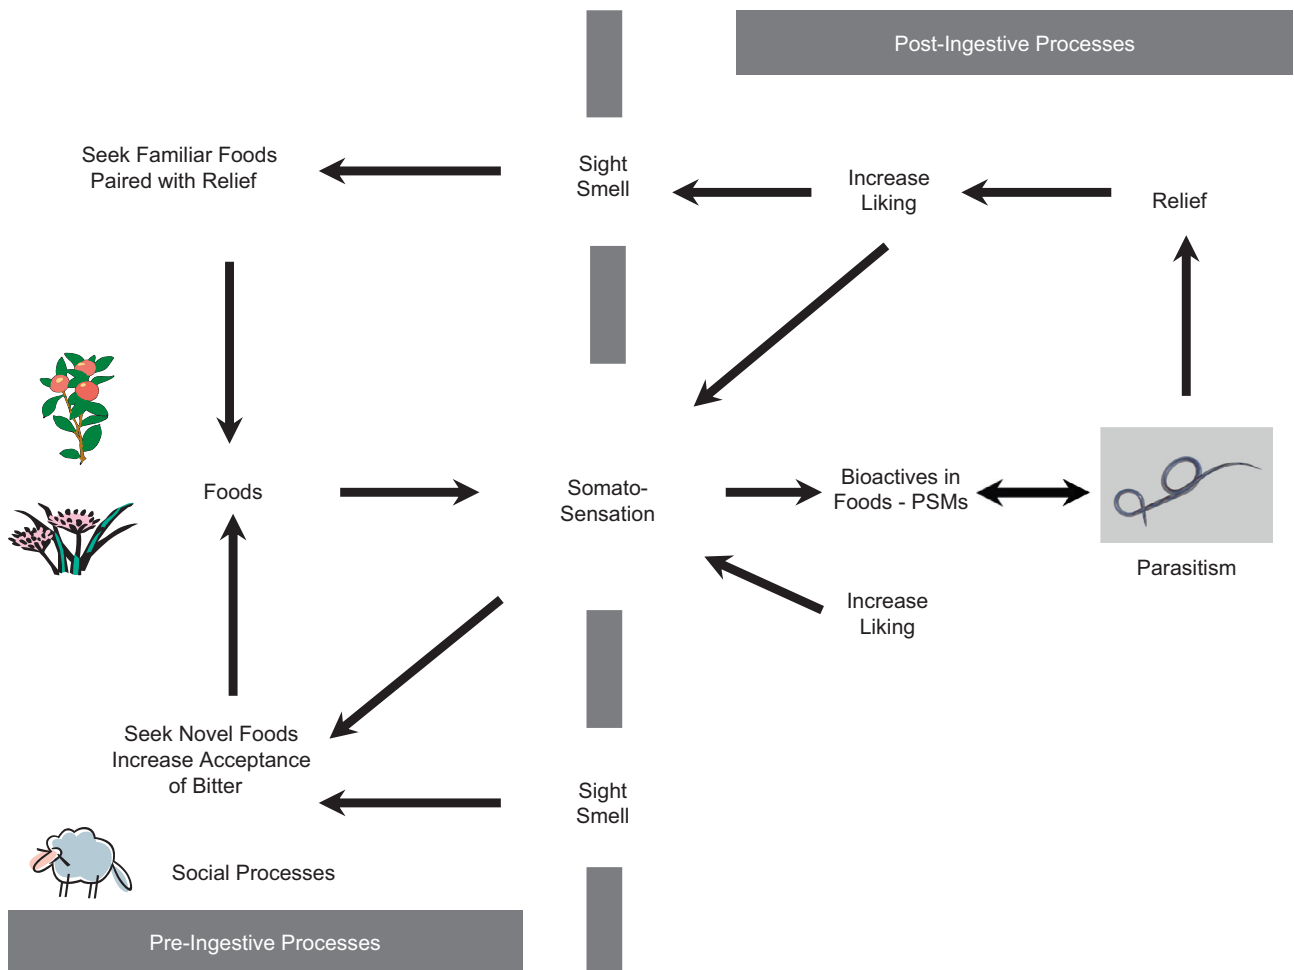 Post-Ingestive Processes
Seek Familiar Foods
Paired with Relief
Sight
Smell
Increase
Liking
Relief
Foods
Somato-
Sensation
Bioactives in
Foods - PSMs
Parasitism
Increase
Liking
Seek Novel Foods
Increase Acceptance
of Bitter
Sight
Smell
Social Processes
Pre-Ingestive Processes